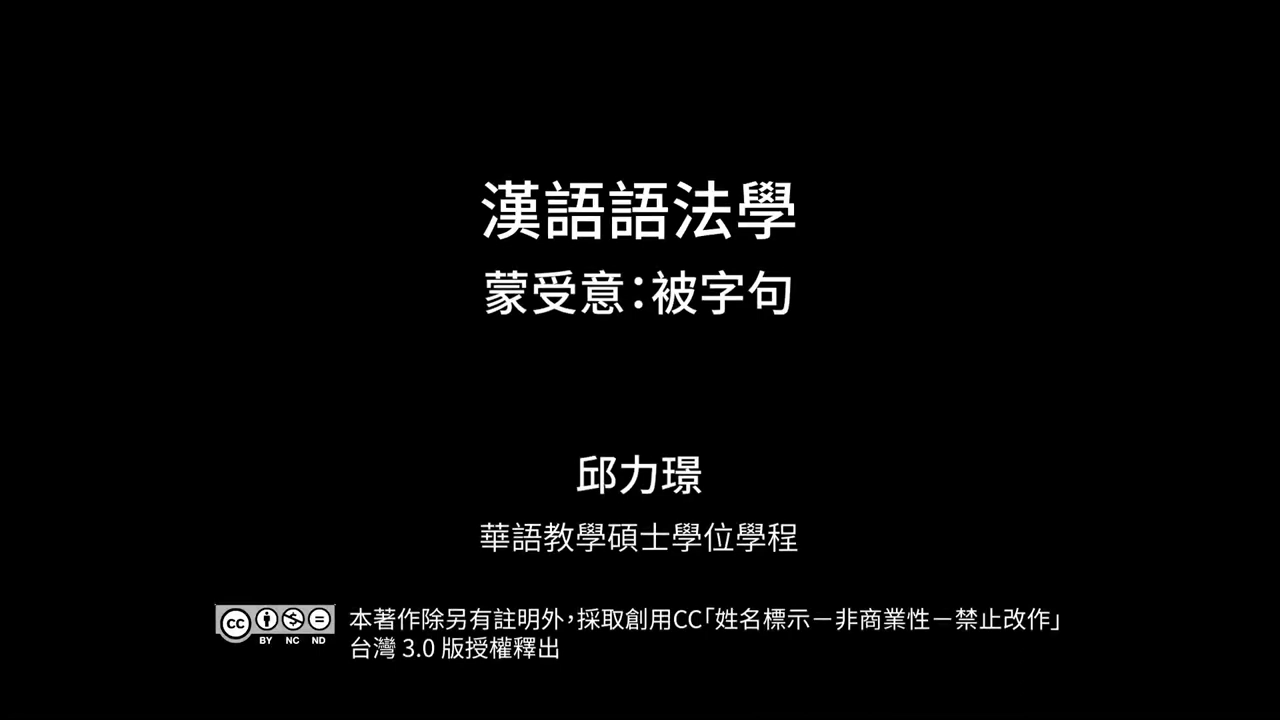 漢語語法學
蒙受意：被字句
邱力璟
華語教學碩士學位學程
cc BY NC ND
本著作除另有註明外，採取創用CC「姓名標示－非商業性－禁止改作」
台灣 3.0 版授權釋出